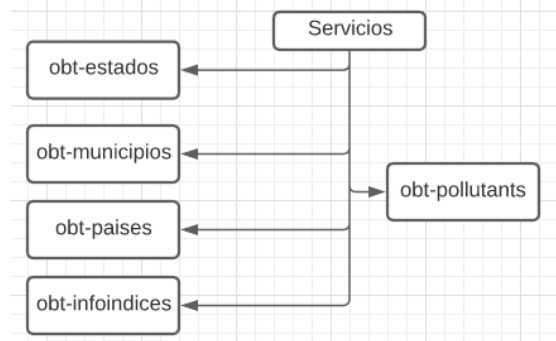 Servicios
obt-estados
obt-municipios
obt-pollutants
obt-paises
obt-infoindices